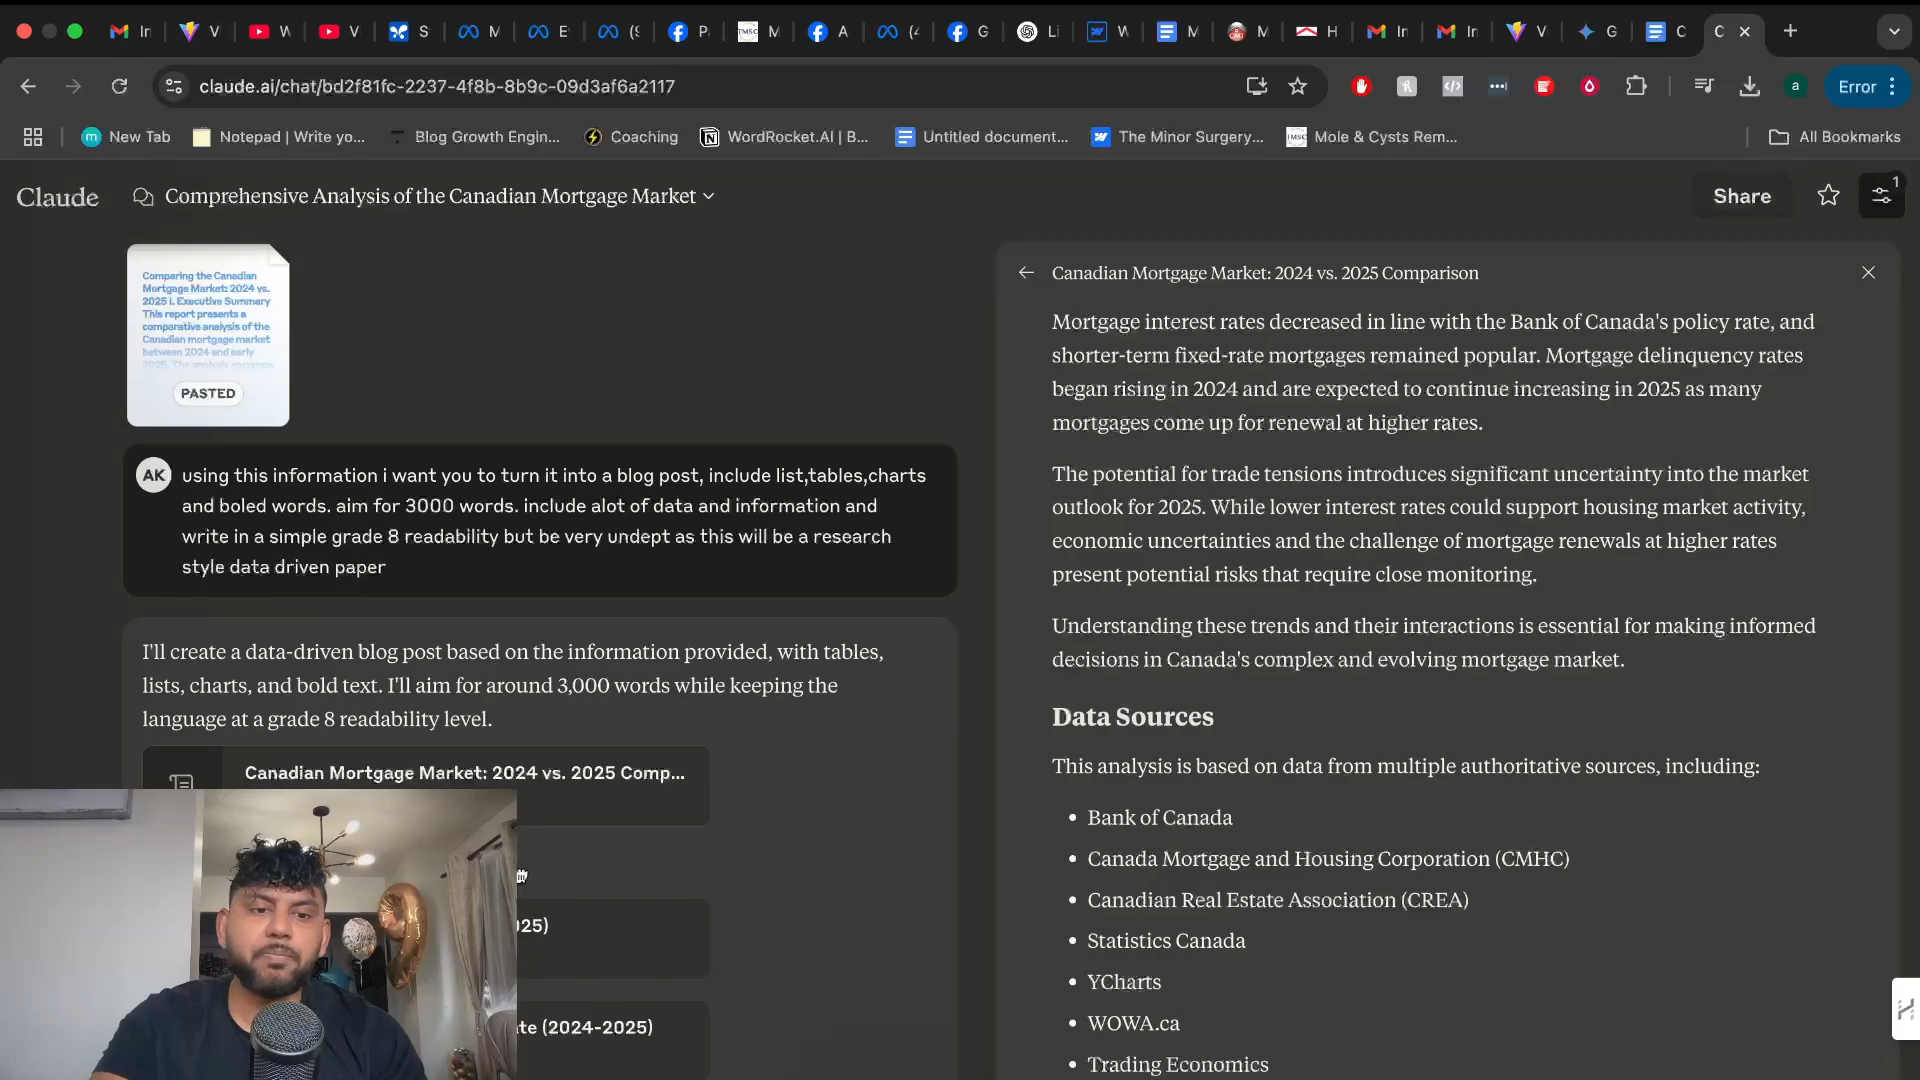 In
V
W
V
S
M
E
(9
P
M
A
(4
G
Li
W
M
M
H
In
In
V
G
C
C
claude.ai/chat/bd2f81fc-2237-4f8b-8b9c-09d3af6a2117
a
Error
New Tab
Notepad | Write yo...
Blog Growth Engin...
Coaching
WordRocket.AI | B...
Untitled document...
The Minor Surgery...
Mole & Cysts Rem...
All Bookmarks
Claude
Comprehensive Analysis of the Canadian Mortgage Market
Share
1
Comparing the Canadian
Mortgage Market: 2024 vs.
2025 I. Executive Summary
This report presents a
comparative analysis of the
Canadian mortgage market
between 2024 and early
PASTED
AK
using this information i want you to turn it into a blog post, include list,tables,charts
and boled words. aim for 3000 words. include alot of data and information and
write in a simple grade 8 readability but be very undept as this will be a research
style data driven paper
I'll create a data-driven blog post based on the information provided, with tables,
lists, charts, and bold text. I'll aim for around 3,000 words while keeping the
language at a grade 8 readability level.
Canadian Mortgage Market: 2024 vs. 2025 Comp...
025)
te (2024-2025)
Canadian Mortgage Market: 2024 vs. 2025 Comparison
Mortgage interest rates decreased in line with the Bank of Canada's policy rate, and
shorter-term fixed-rate mortgages remained popular. Mortgage delinquency rates
began rising in 2024 and are expected to continue increasing in 2025 as many
mortgages come up for renewal at higher rates.
The potential for trade tensions introduces significant uncertainty into the market
outlook for 2025. While lower interest rates could support housing market activity,
economic uncertainties and the challenge of mortgage renewals at higher rates
present potential risks that require close monitoring.
Understanding these trends and their interactions is essential for making informed
decisions in Canada's complex and evolving mortgage market.
Data Sources
This analysis is based on data from multiple authoritative sources, including:
• Bank of Canada
• Canada Mortgage and Housing Corporation (CMHC)
• Canadian Real Estate Association (CREA)
• Statistics Canada
• YCharts
• WOWA.ca
• Trading Economics